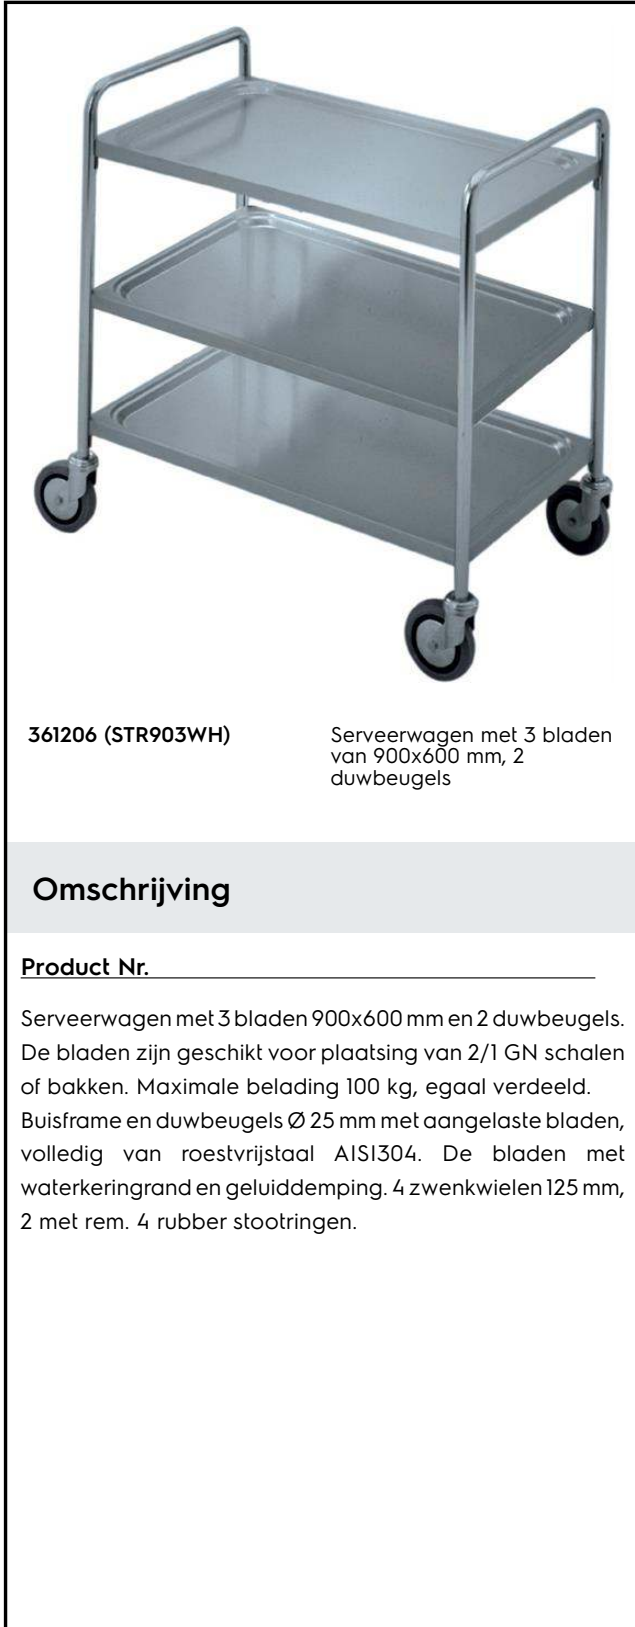 361206 (STR903WH)
Serveerwagen met 3 bladen
van 900x600 mm, 2
duwbeugels
Omschrijving
Product Nr.
Serveerwagen met 3 bladen 900x600 mm en 2 duwbeugels.
De bladen zijn geschikt voor plaatsing van 2/1 GN schalen
of bakken. Maximale belading 100 kg, egaal verdeeld.
Buisframe en duwbeugels Ø 25 mm met aangelaste bladen,
volledig van roestvrijstaal AISI304. De bladen met
waterkeringrand en geluiddemping. 4 zwenkwielen 125 mm,
2 met rem. 4 rubber stootringen.